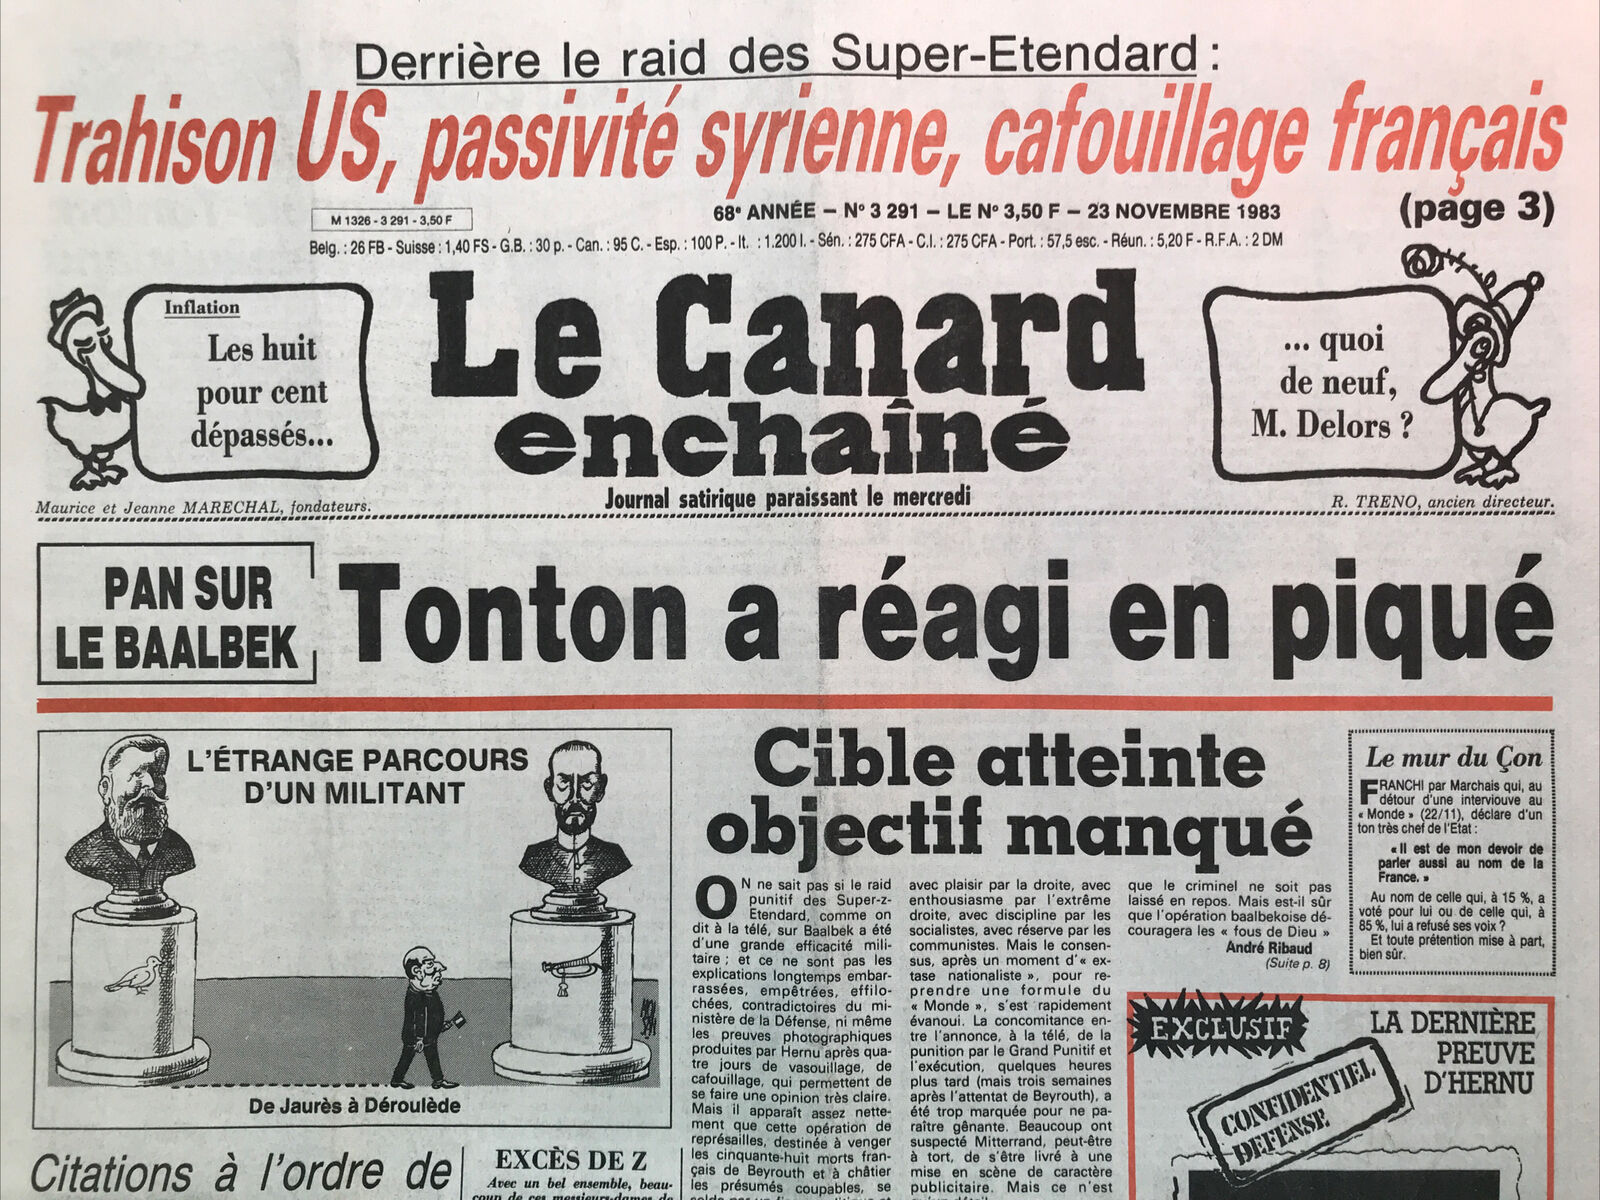 Derrière le raid des Super-Etendard :
Trahison US, passivité syrienne, cafouillage français
(page 3)
M 1326 - 3 291 - 3,50 F
68e ANNÉE – No 3 291 – LE No 3,50 F – 23 NOVEMBRE 1983
Belg. : 26 FB - Suisse : 1,40 FS - G.B. : 30 p. - Can. : 95 C. - Esp. : 100 P. - It. : 1.200 l. - Sén. : 275 CFA - C.I. : 275 CFA - Port. : 57,5 esc. - Réun. : 5,20 F - R.F.A. : 2 DM
Inflation
Les huit
pour cent
dépassés...
Le Canard
enchaîné
Journal satirique paraissant le mercredi
... quoi
de neuf,
M. Delors ?
Maurice et Jeanne MARECHAL, fondateurs.
R. TRENO, ancien directeur.
PAN SUR
LE BAALBEK
Tonton a réagi en piqué
L'ÉTRANGE PARCOURS
D'UN MILITANT
De Jaurès à Déroulède
Citations à l'ordre de
EXCÈS DE Z
Avec un bel ensemble, beau-
coup de ces messieurs-dames de
Cible atteinte
objectif manqué
ON ne sait pas si le raid
punitif des Super-z-
Etendard, comme on
dit à la télé, sur Baalbek a été
d'une grande efficacité mili-
taire ; et ce ne sont pas les
explications longtemps embar-
rassées, empêtrées, effilo-
chées, contradictoires du mi-
nistère de la Défense, ni même
les preuves photographiques
produites par Hernu après qua-
tre jours de vasouillage, de
cafouillage, qui permettent de
se faire une opinion très claire.
Mais il apparaît assez nette-
ment que cette opération de
représailles, destinée à venger
les cinquante-huit morts fran-
çais de Beyrouth et à châtier
les présumés coupables, se
avec plaisir par la droite, avec
enthousiasme par l'extrême
droite, avec discipline par les
socialistes, avec réserve par les
communistes. Mais le consen-
sus, après un moment d'« ex-
tase nationaliste », pour re-
prendre une formule du
« Monde », s'est rapidement
évanoui. La concomitance en-
tre l'annonce, à la télé, de la
punition par le Grand Punitif et
l'exécution, quelques heures
plus tard (mais trois semaines
après l'attentat de Beyrouth), a
été trop marquée pour ne pa-
raître gênante. Beaucoup ont
suspecté Mitterrand, peut-être
à tort, de s'être livré à une
mise en scène de caractère
publicitaire. Mais ce n'est
que le criminel ne soit pas
laissé en repos. Mais est-il sûr
que l'opération baalbekoise dé-
couragera les « fous de Dieu »
André Ribaud
(Suite p. 8)
Le mur du Çon
FRANCHI par Marchais qui, au
détour d'une interviouve au
« Monde » (22/11), déclare d'un
ton très chef de l'Etat :
« Il est de mon devoir de
parler aussi au nom de la
France. »
Au nom de celle qui, à 15 %, a
voté pour lui ou de celle qui, à
85 %, lui a refusé ses voix ?
Et toute prétention mise à part,
bien sûr.
EXCLUSIF
LA DERNIÈRE
PREUVE
D'HERNU
CONFIDENTIEL
DEFENSE